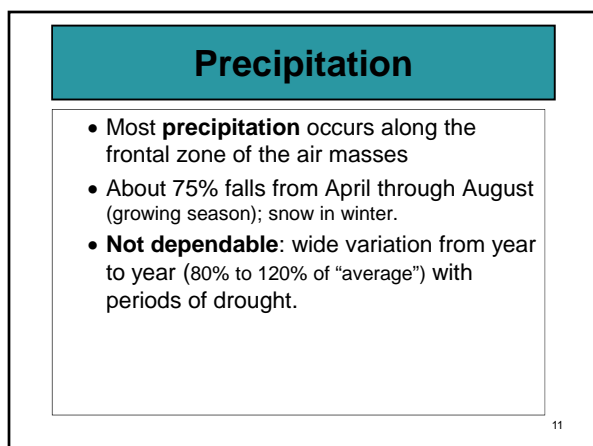 Precipitation
• Most precipitation occurs along the
frontal zone of the air masses
• About 75% falls from April through August
(growing season); snow in winter.
• Not dependable: wide variation from year
to year (80% to 120% of “average”) with
periods of drought.
11